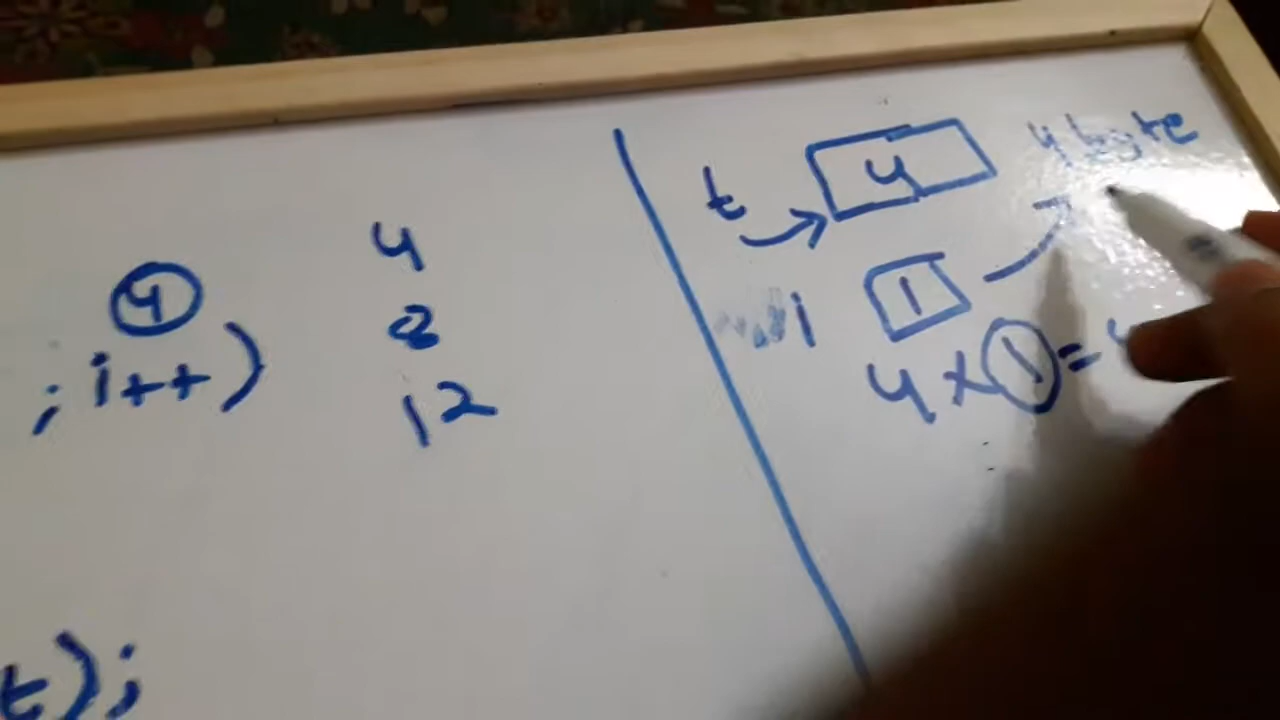 4
; i++)
4
8
12
t);
t → 4
4 byte
i 1
4 × 1 =